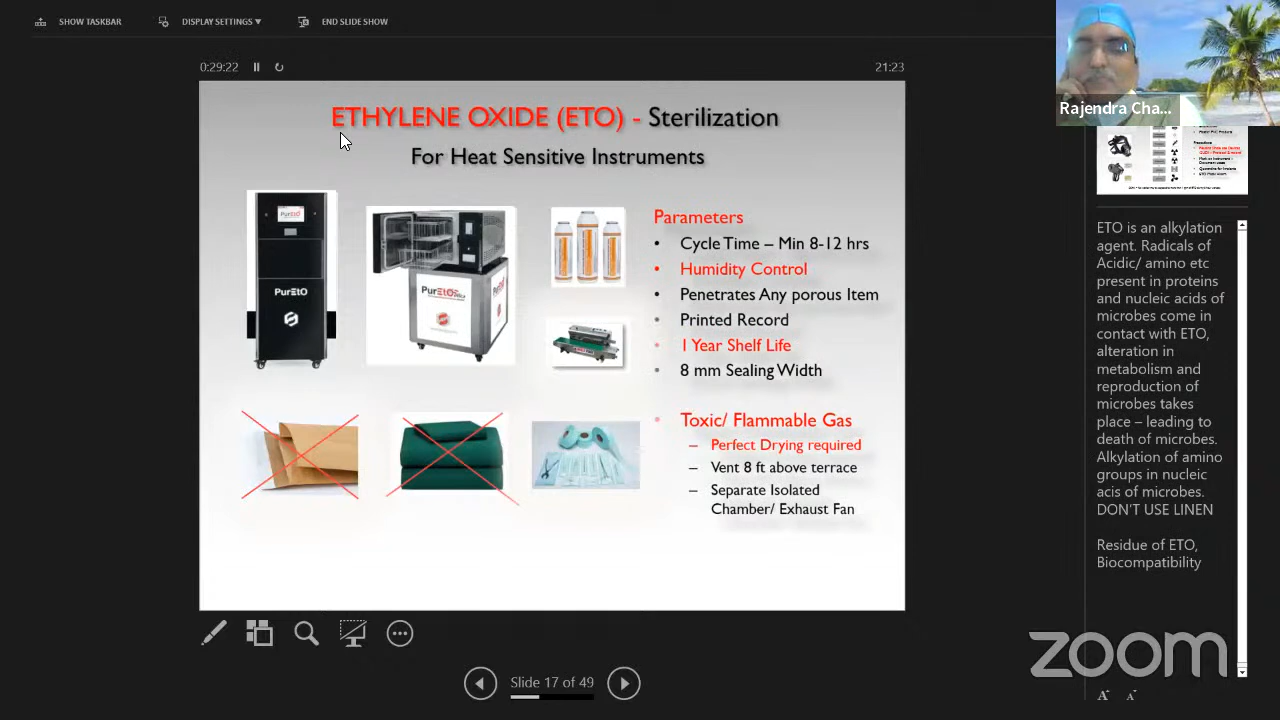 SHOW TASKBAR
DISPLAY SETTINGS ▼
END SLIDE SHOW
0:29:22
21:23
Rajendra Cha...
ETHYLENE OXIDE (ETO) - Sterilization
For Heat Sensitive Instruments
PurEtO
PurEtO
Parameters
• Cycle Time – Min 8-12 hrs
• Humidity Control
• Penetrates Any porous Item
• Printed Record
• 1 Year Shelf Life
• 8 mm Sealing Width
• Toxic/ Flammable Gas
– Perfect Drying required
– Vent 8 ft above terrace
– Separate Isolated
Chamber/ Exhaust Fan
ETO is an alkylation
agent. Radicals of
Acidic/ amino etc
present in proteins
and nucleic acids of
microbes come in
contact with ETO,
alteration in
metabolism and
reproduction of
microbes takes
place – leading to
death of microbes.
Alkylation of amino
groups in nucleic
acis of microbes.
DON'T USE LINEN
Residue of ETO,
Biocompatibility
Slide 17 of 49
zoom
A A